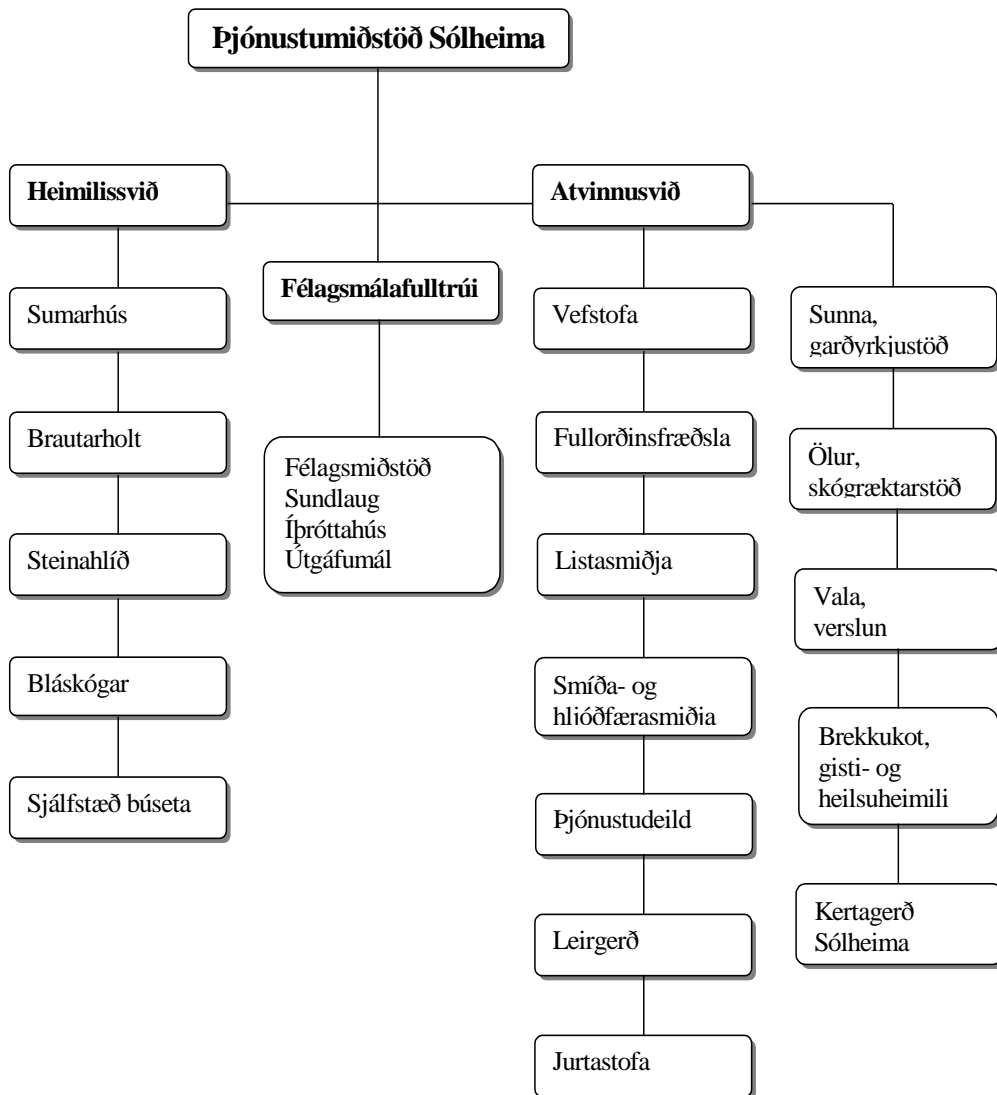 Þjónustumiðstöð Sólheima
Heimilissvið
Sumarhús
Brautarholt
Steinahlíð
Bláskógar
Sjálfstæð búseta
Félagsmálafulltrúi
Félagsmiðstöð
Sundlaug
Íþróttahús
Útgáfumál
Atvinnusvið
Vefstofa
Fullorðinsfræðsla
Listasmiðja
Smíða- og
hljóðfærasmiðja
Þjónustudeild
Leirgerð
Jurtastofa
Sunna,
garðyrkjustöð
Ölur,
skógræktarstöð
Vala,
verslun
Brekkukot,
gisti- og
heilsuheimili
Kertagerð
Sólheima